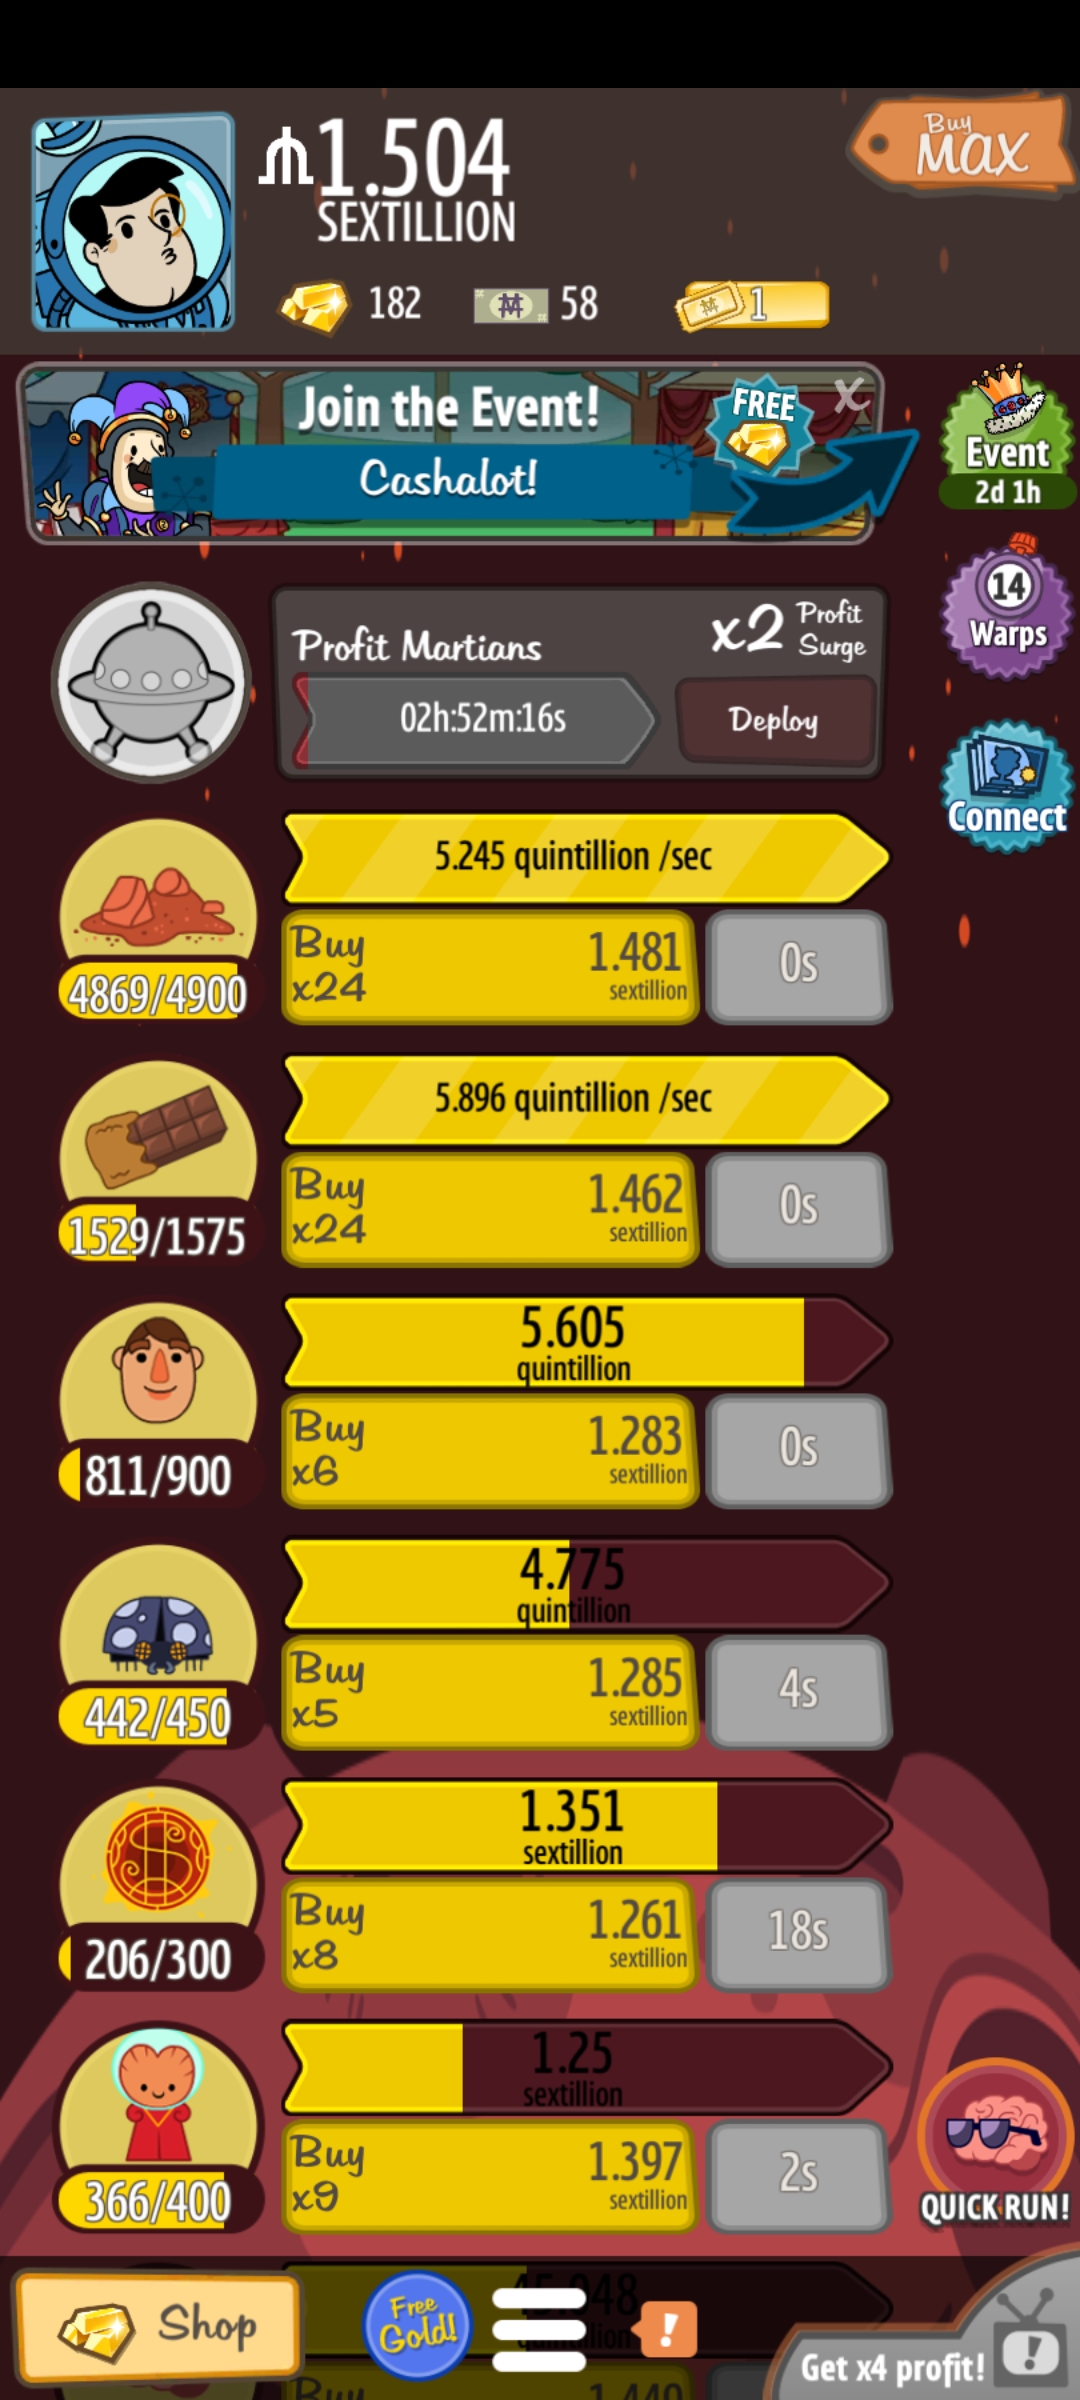 1.504
SEXTILLION
Buy
MAX
182
58
1
Join the Event!
Cashalot!
FREE
X
Event
2d 1h
14
Warps
Connect
Profit Martians
x2 Profit Surge
02h:52m:16s
Deploy
5.245 quintillion /sec
4869/4900
Buy
x24
1.481
sextillion
0s
5.896 quintillion /sec
1529/1575
Buy
x24
1.462
sextillion
0s
5.605
quintillion
811/900
Buy
x6
1.283
sextillion
0s
4.775
quintillion
442/450
Buy
x5
1.285
sextillion
4s
1.351
sextillion
206/300
Buy
x8
1.261
sextillion
18s
1.25
sextillion
366/400
Buy
x9
1.397
sextillion
2s
QUICK RUN!
Shop
Free
Gold!
!
Get x4 profit!
!
Buy